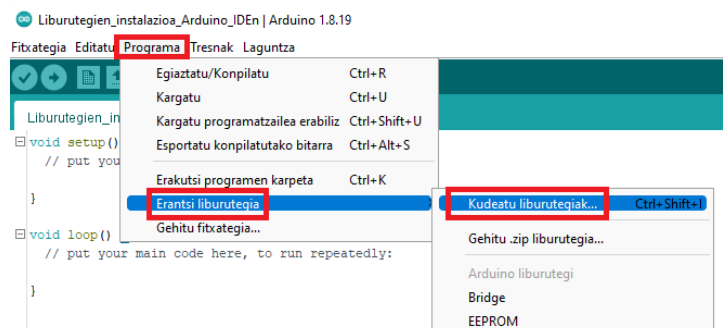 Liburutegien_instalazioa_Arduino_IDEn | Arduino 1.8.19
Fitxategia Editatu Programa Tresnak Laguntza
Egiaztatu/Konpilatu Ctrl+R
Kargatu Ctrl+U
Kargatu programatzailea erabiliz Ctrl+Shift+U
Esportatu konpilatutako bitarra Ctrl+Alt+S
Erakutsi programen karpeta Ctrl+K
Erantsi liburutegia
Gehitu fitxategia...
Kudeatu liburutegiak... Ctrl+Shift+I
Gehitu .zip liburutegia...
Arduino liburutegi
Bridge
EEPROM
Liburutegien_in
void setup()
// put you
}
void loop()
// put your main code here, to run repeatedly:
}